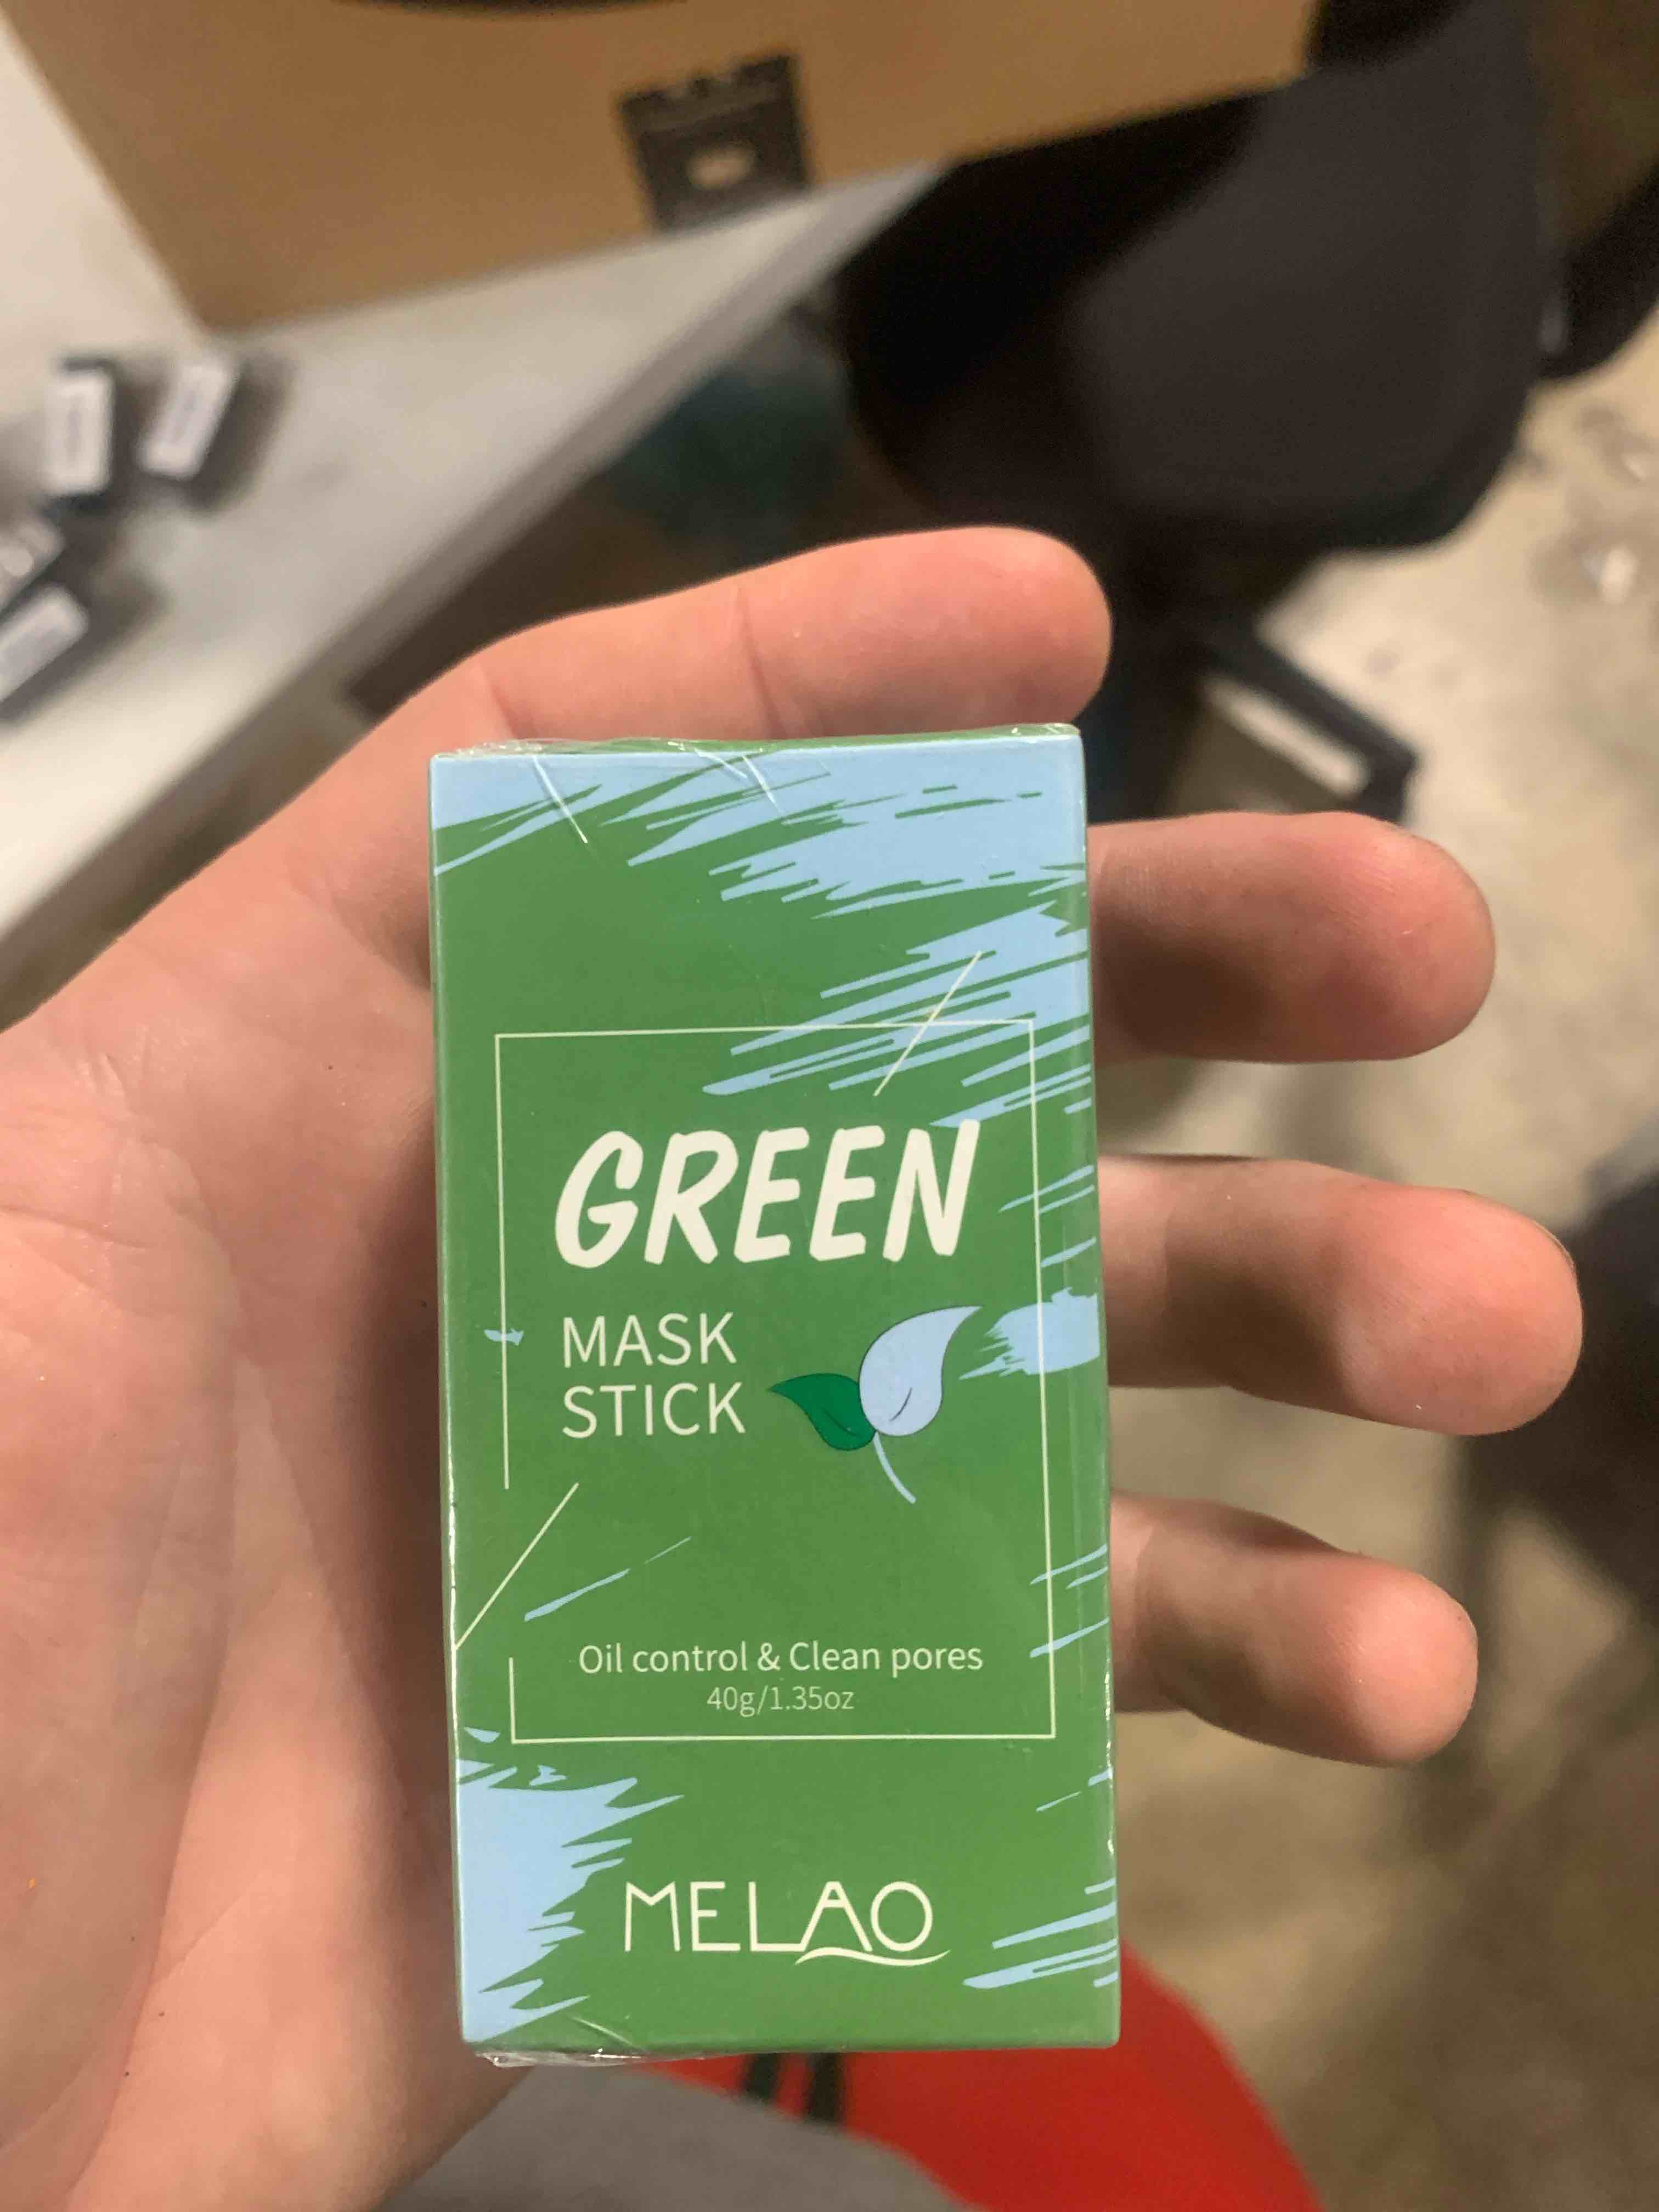 GREEN
MASK
STICK
Oil control & Clean pores
40g/1.35oz
MELAO